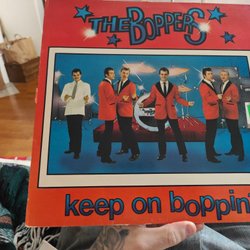 THE BOPPERS
keep on boppin'